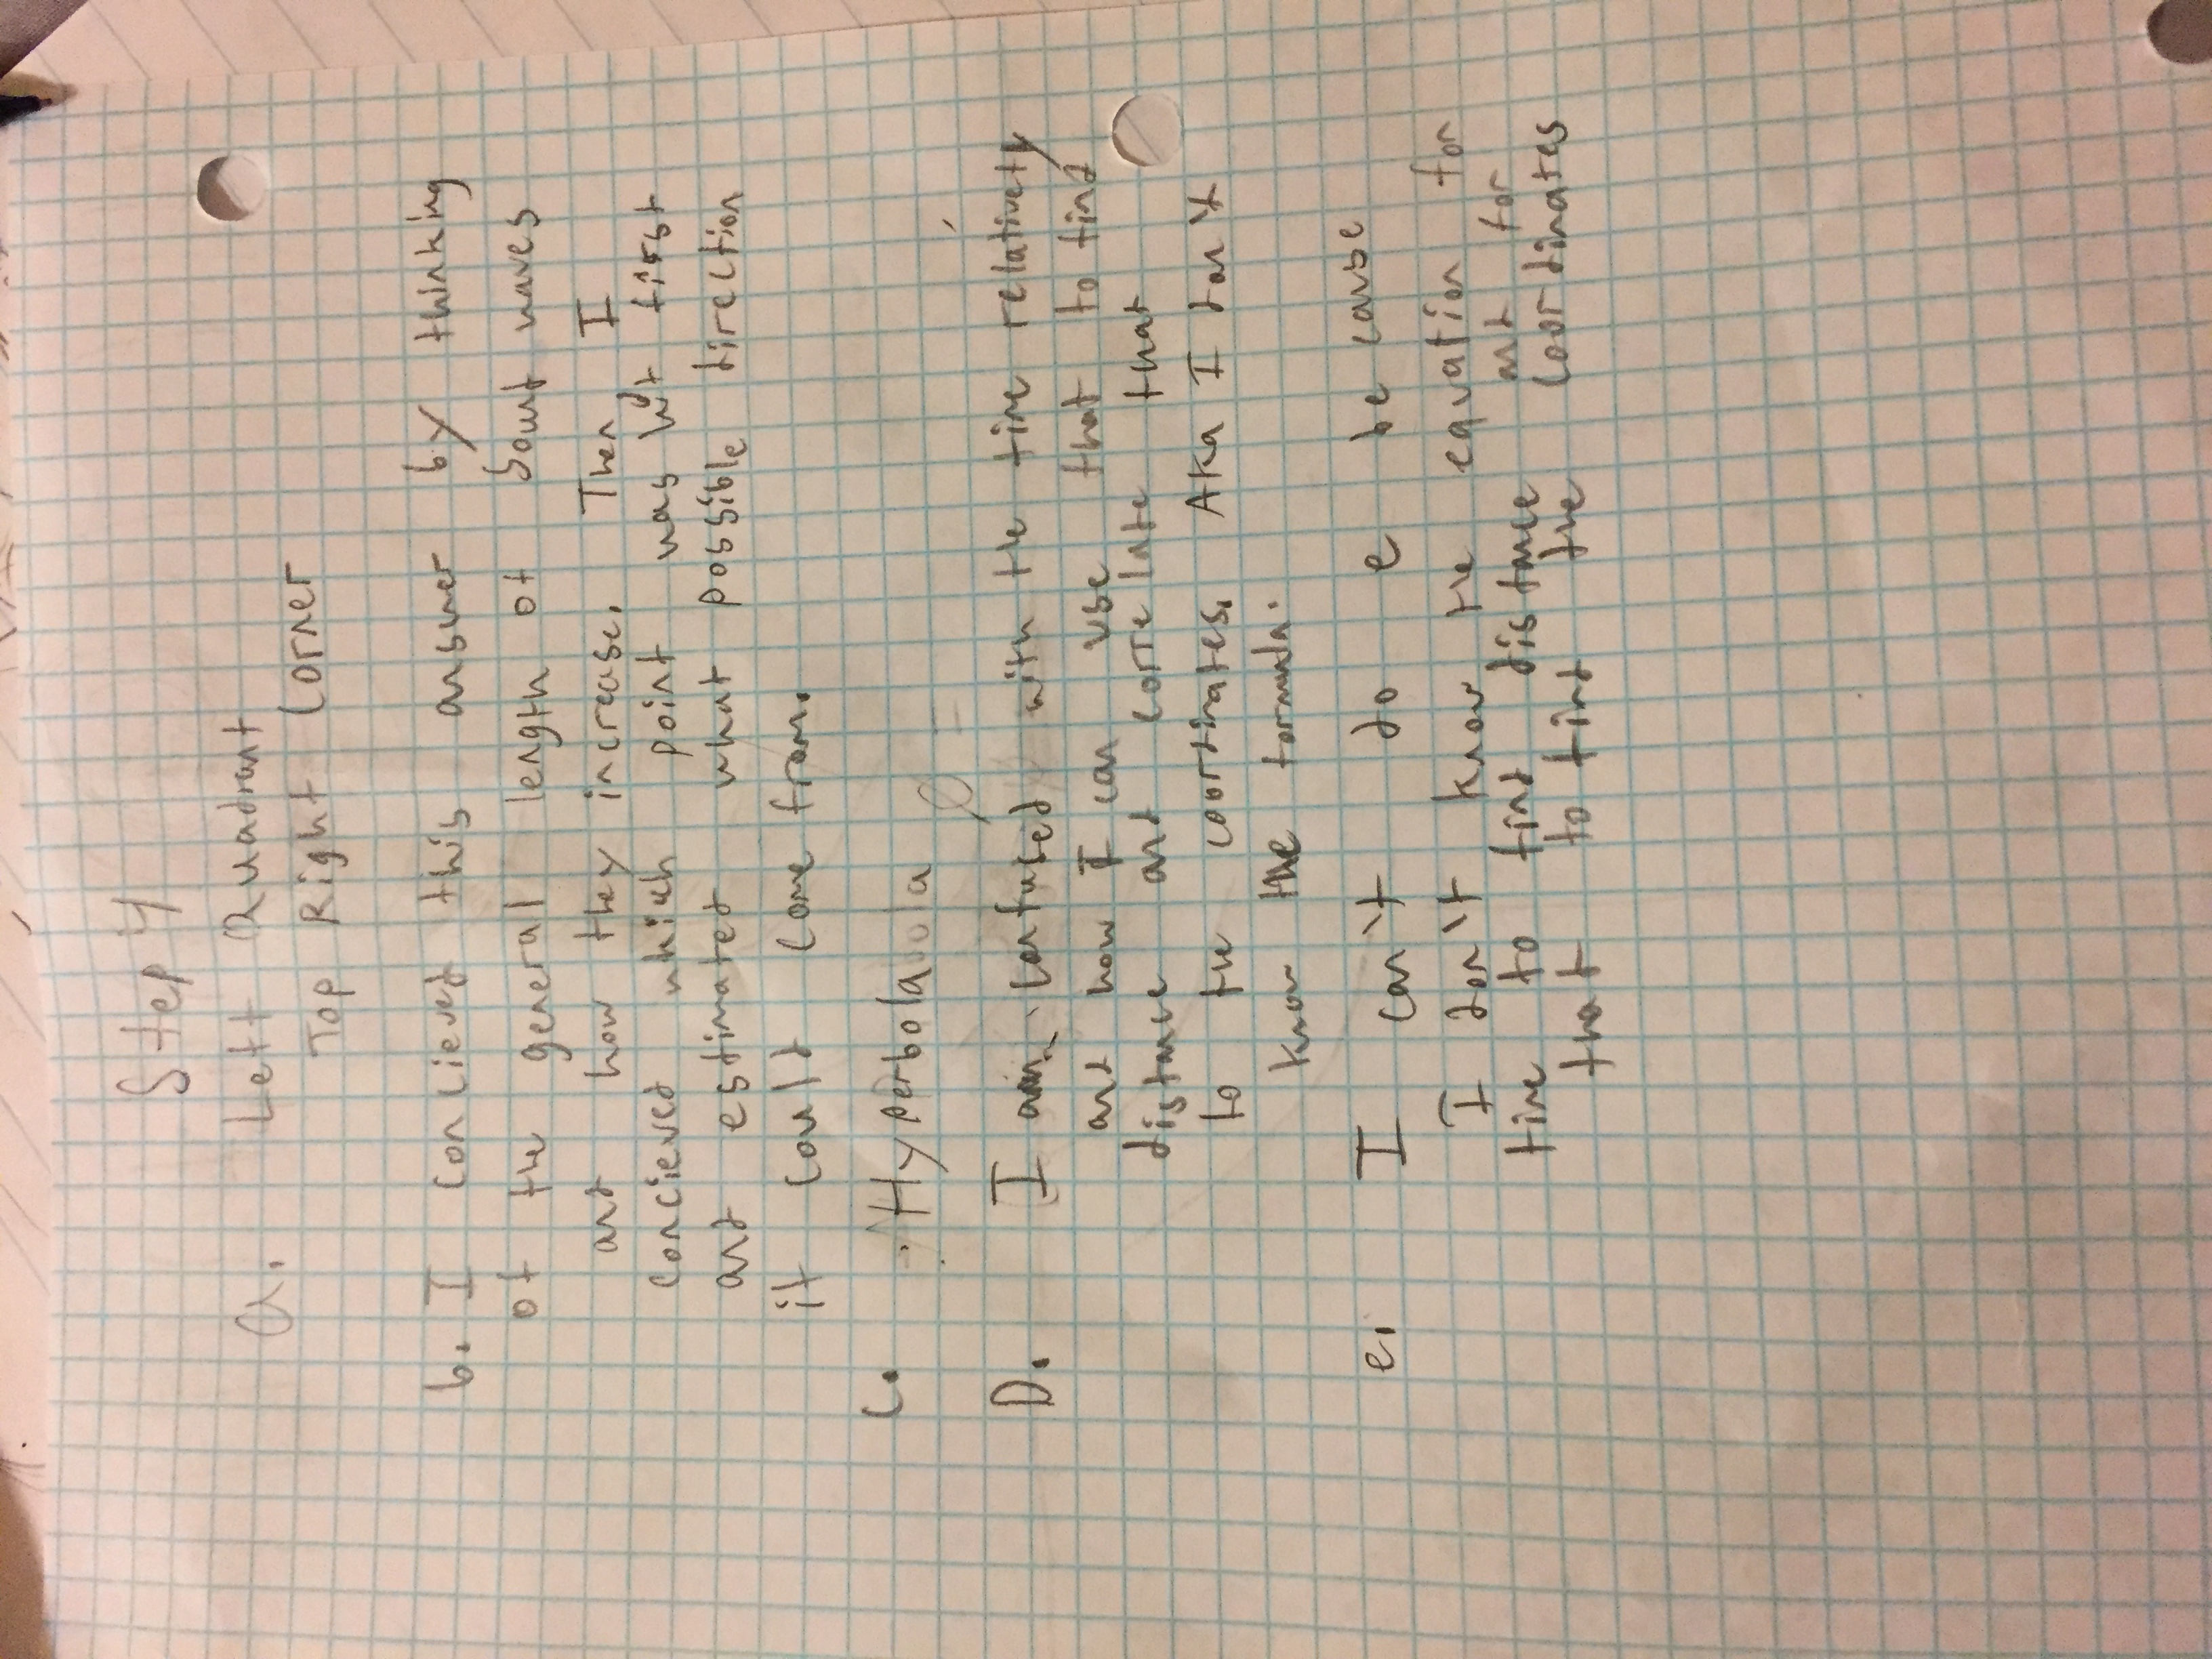 Step 4
a. Left Quadrant
Top Right Corner
b. I concieved this answer by thinking
of the general length of sound waves
and how they increase. Then, I
concieved which point was hit first
and estimated what possible direction
it could come from.
C. Hyperbola
D. I am confused with the time relatively
and how I can use that to find
distance and correlate that
to the coordinates. Aka I don't
know the formula.
e. I can't do e because
I don't know the equation for
time to find distance and for
that to find the coordinates